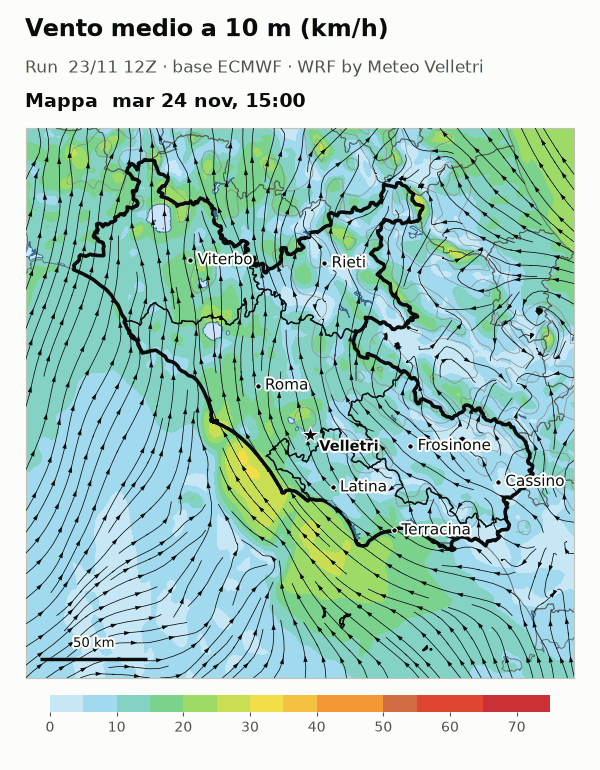 Vento medio a 10 m (km/h)
Run  23/11 12Z · base ECMWF · WRF by Meteo Velletri
Mappa  mar 24 nov, 15:00
Viterbo
Rieti
Roma
Velletri
Frosinone
Latina
Cassino
Terracina
50 km
0 10 20 30 40 50 60 70